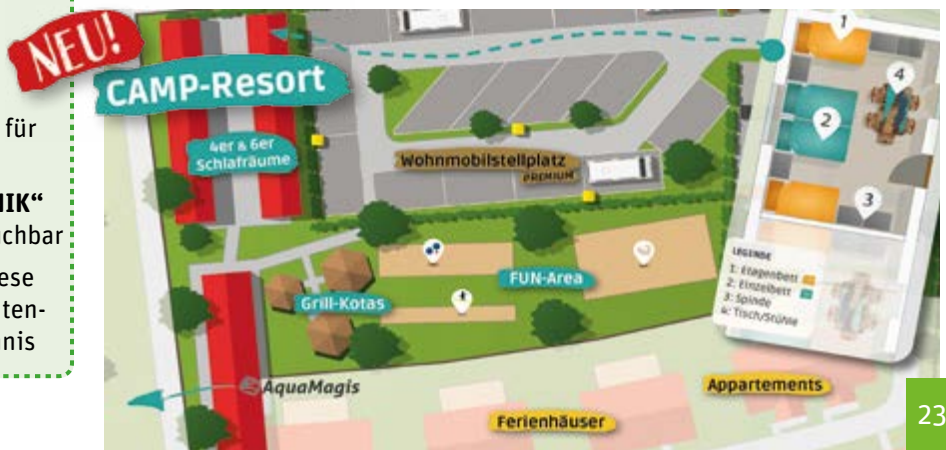 NEU!
CAMP-Resort
4er & 6er
Schlafräume
für
NIK“
chbar
ese
ten-
nis
Wohnmobilstellplatz
PREMIUM
FUN-Area
Grill-Kotas
AquaMagis
Ferienhäuser
Appartements
1
2
3
4
LEGENDE
1: Etagenbett
2: Einzelbett
3: Spinde
4: Tisch/Stühle
23